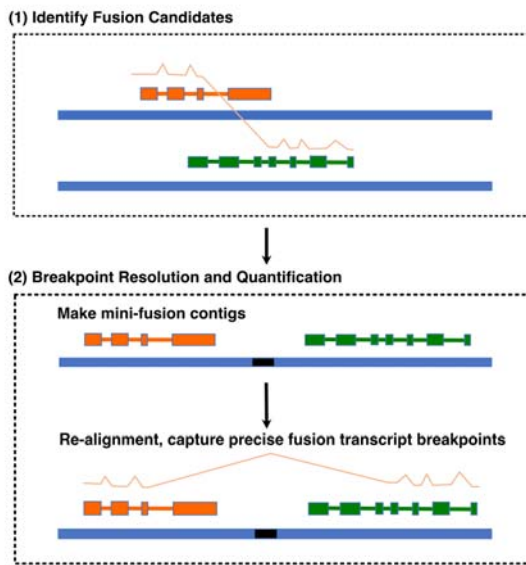 (1) Identify Fusion Candidates
(2) Breakpoint Resolution and Quantification
Make mini-fusion contigs
Re-alignment, capture precise fusion transcript breakpoints